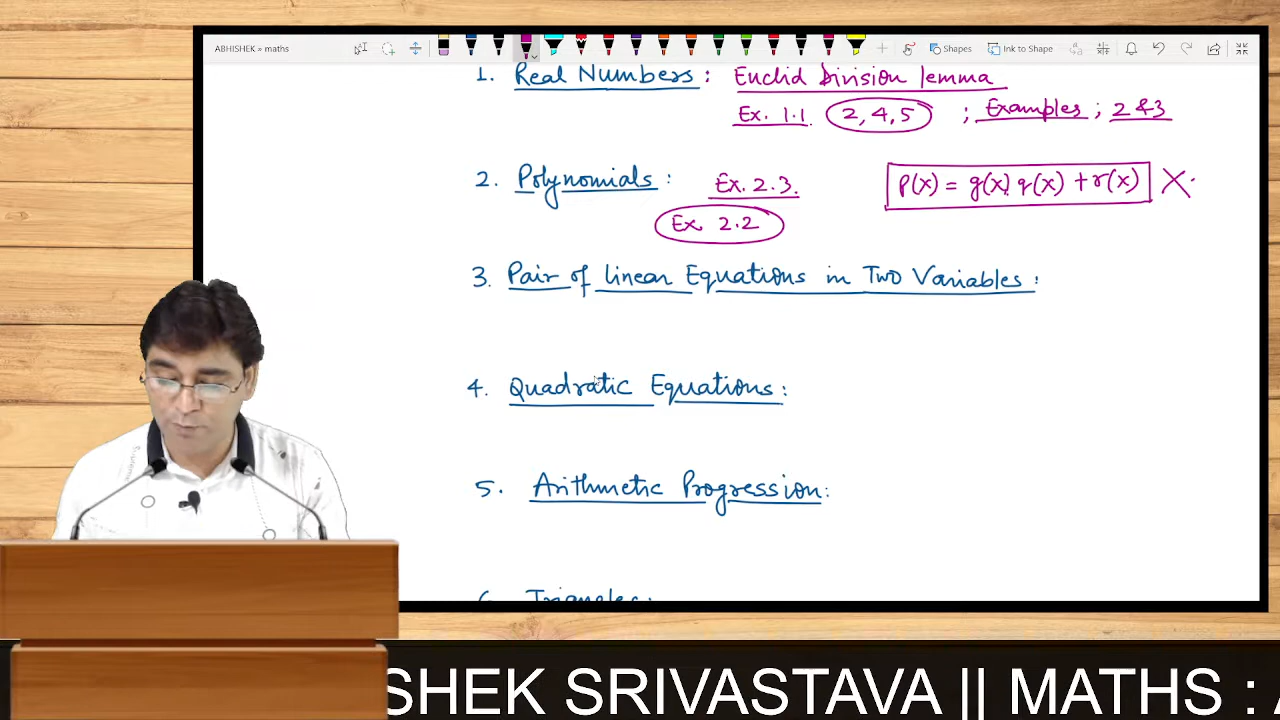 ABHISHEK » maths
Shapes
Ink to Shape
1. Real Numbers : Euclid Division lemma
Ex. 1.1 2, 4, 5 ; Examples ; 2 & 3
2. Polynomials : Ex. 2.3. p(x) = g(x) q(x) + r(x) X
Ex. 2.2
3. Pair of linear Equations in Two Variables :
4. Quadratic Equations :
5. Arithmetic Progression :
6. Triangles :
SHEK SRIVASTAVA || MATHS :